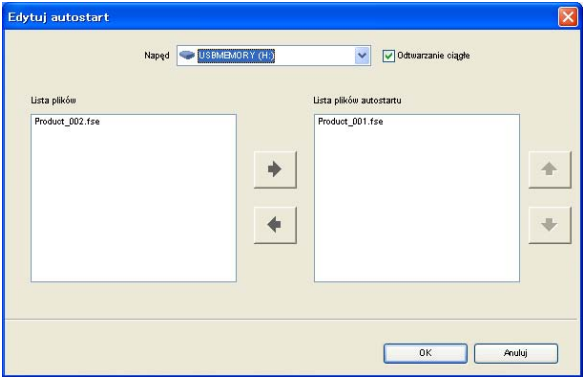 Edytuj autostart
Napęd USBMEMORY (H:) Odtwarzanie ciągłe
Lista plików Lista plików autostartu
Product_002.fse Product_001.fse
OK Anuluj